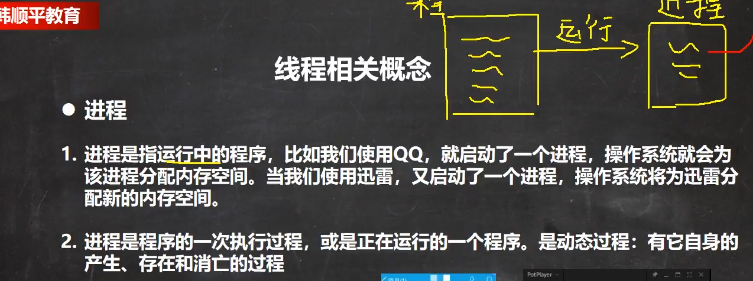 韩顺平教育
程
进程
运行
线程相关概念
● 进程
1. 进程是指运行中的程序，比如我们使用QQ，就启动了一个进程，操作系统就会为
该进程分配内存空间。当我们使用迅雷，又启动了一个进程，操作系统将为迅雷分
配新的内存空间。
2. 进程是程序的一次执行过程，或是正在运行的一个程序。是动态过程：有它自身的
产生、存在和消亡的过程
PotPlayer